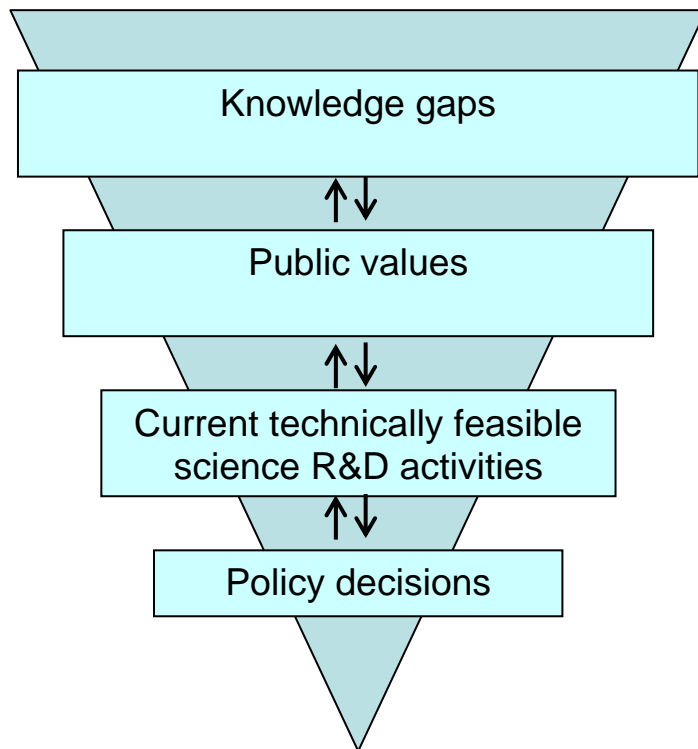 Knowledge gaps
Public values
Current technically feasible
science R&D activities
Policy decisions